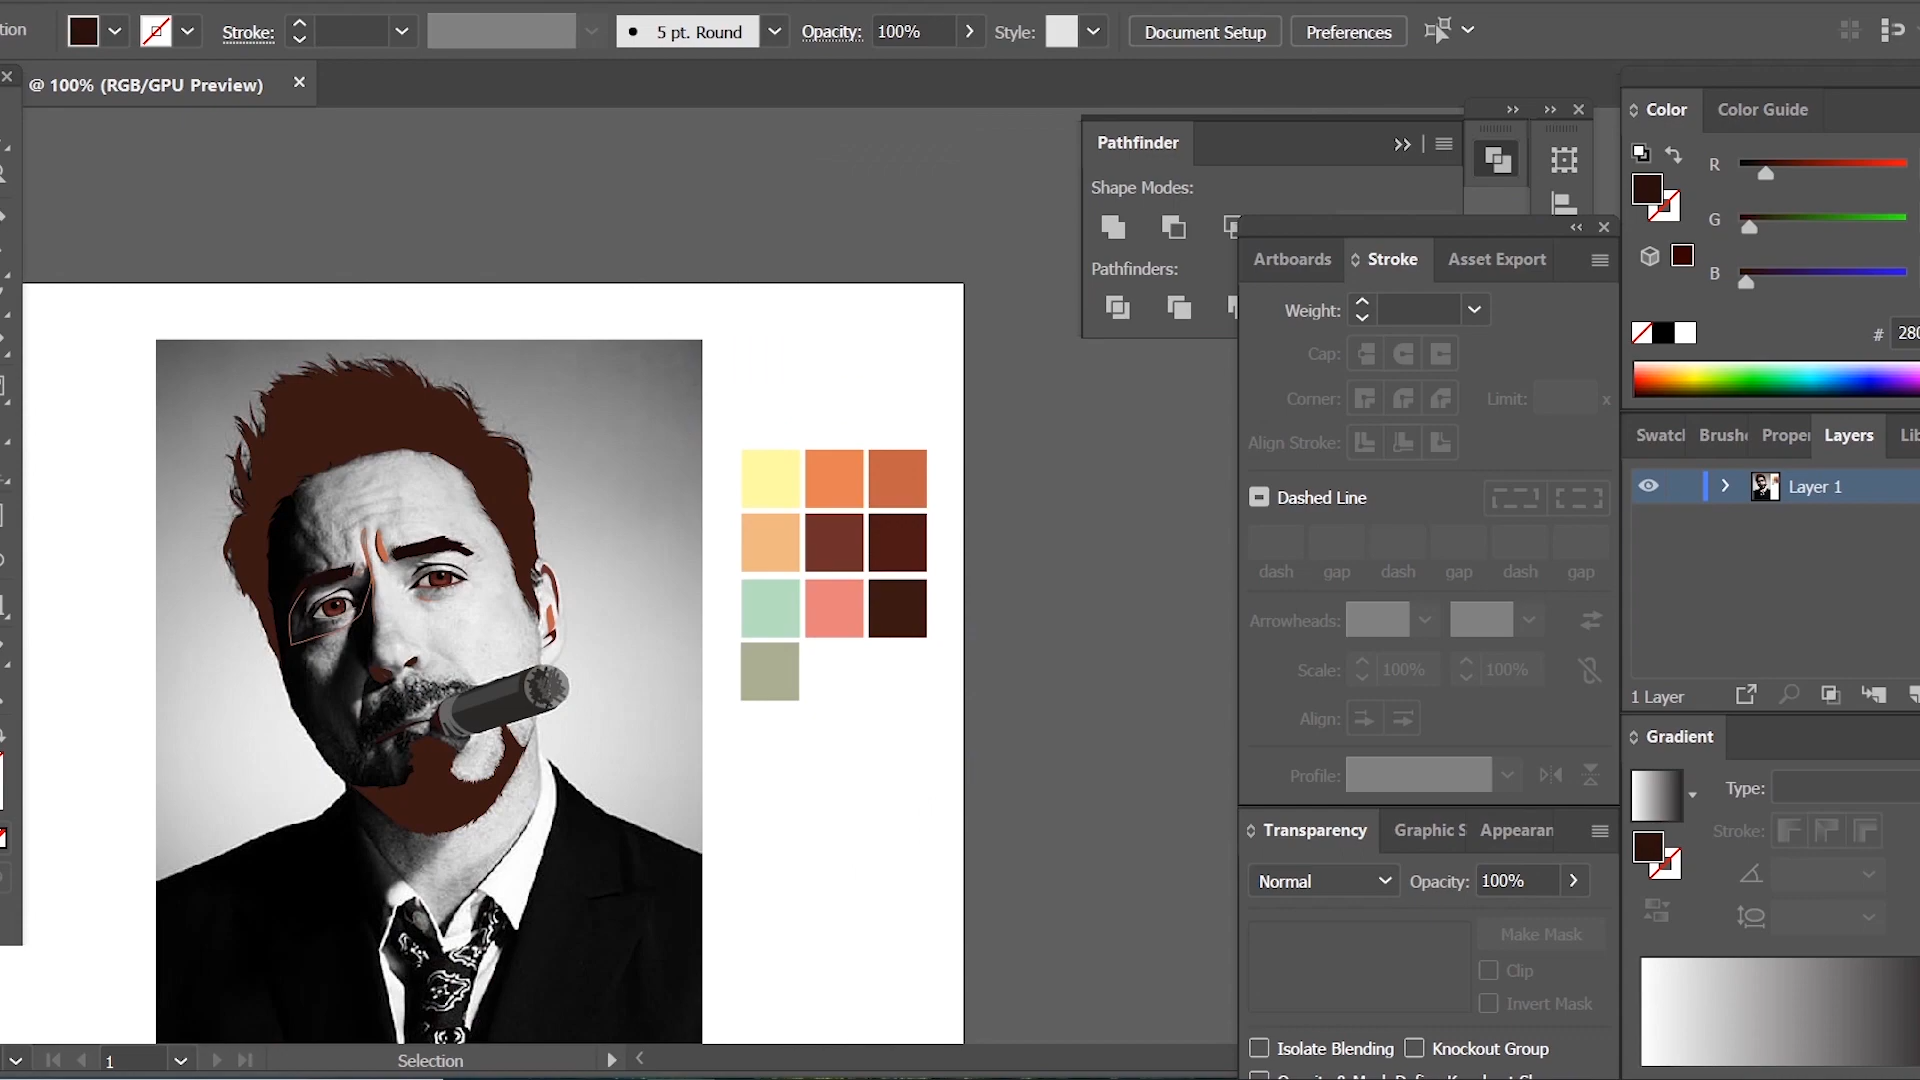 tion
Stroke:
5 pt. Round
Opacity:
100%
Style:
Document Setup
Preferences
@ 100% (RGB/GPU Preview)
Pathfinder
Shape Modes:
Pathfinders:
Artboards
Stroke
Asset Export
Weight:
Cap:
Corner:
Limit:
x
Align Stroke:
Dashed Line
dash gap dash gap dash gap
Arrowheads:
Scale:
100%
100%
Align:
Profile:
Transparency
Graphic S
Appearan
Normal
Opacity:
100%
Make Mask
Clip
Invert Mask
Isolate Blending
Knockout Group
Color
Color Guide
R
G
B
#
280
Swatcl
Brushe
Proper
Layers
Lib
Layer 1
1 Layer
Gradient
Type:
Stroke:
1
Selection